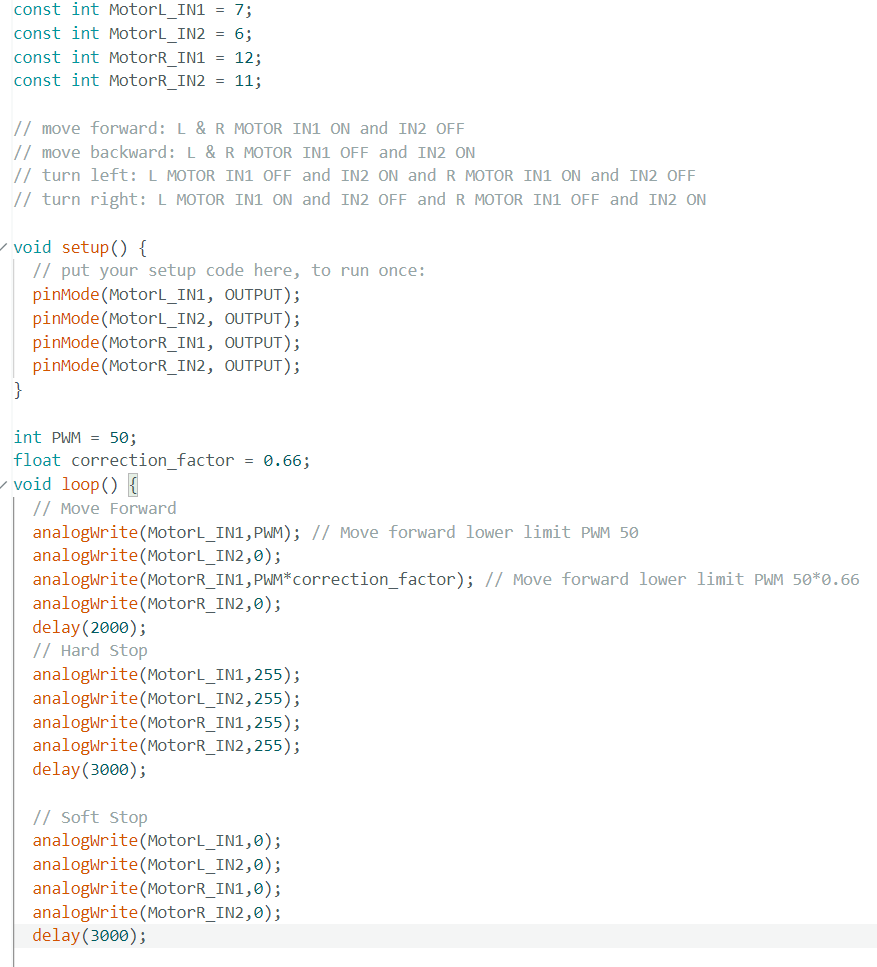 const int MotorL_IN1 = 7;
const int MotorL_IN2 = 6;
const int MotorR_IN1 = 12;
const int MotorR_IN2 = 11;
// move forward: L & R MOTOR IN1 ON and IN2 OFF
// move backward: L & R MOTOR IN1 OFF and IN2 ON
// turn left: L MOTOR IN1 OFF and IN2 ON and R MOTOR IN1 ON and IN2 OFF
// turn right: L MOTOR IN1 ON and IN2 OFF and R MOTOR IN1 OFF and IN2 ON
void setup() {
// put your setup code here, to run once:
pinMode(MotorL_IN1, OUTPUT);
pinMode(MotorL_IN2, OUTPUT);
pinMode(MotorR_IN1, OUTPUT);
pinMode(MotorR_IN2, OUTPUT);
}
int PWM = 50;
float correction_factor = 0.66;
void loop() {
// Move Forward
analogWrite(MotorL_IN1,PWM); // Move forward lower limit PWM 50
analogWrite(MotorL_IN2,0);
analogWrite(MotorR_IN1,PWM*correction_factor); // Move forward lower limit PWM 50*0.66
analogWrite(MotorR_IN2,0);
delay(2000);
// Hard Stop
analogWrite(MotorL_IN1,255);
analogWrite(MotorL_IN2,255);
analogWrite(MotorR_IN1,255);
analogWrite(MotorR_IN2,255);
delay(3000);
// Soft Stop
analogWrite(MotorL_IN1,0);
analogWrite(MotorL_IN2,0);
analogWrite(MotorR_IN1,0);
analogWrite(MotorR_IN2,0);
delay(3000);